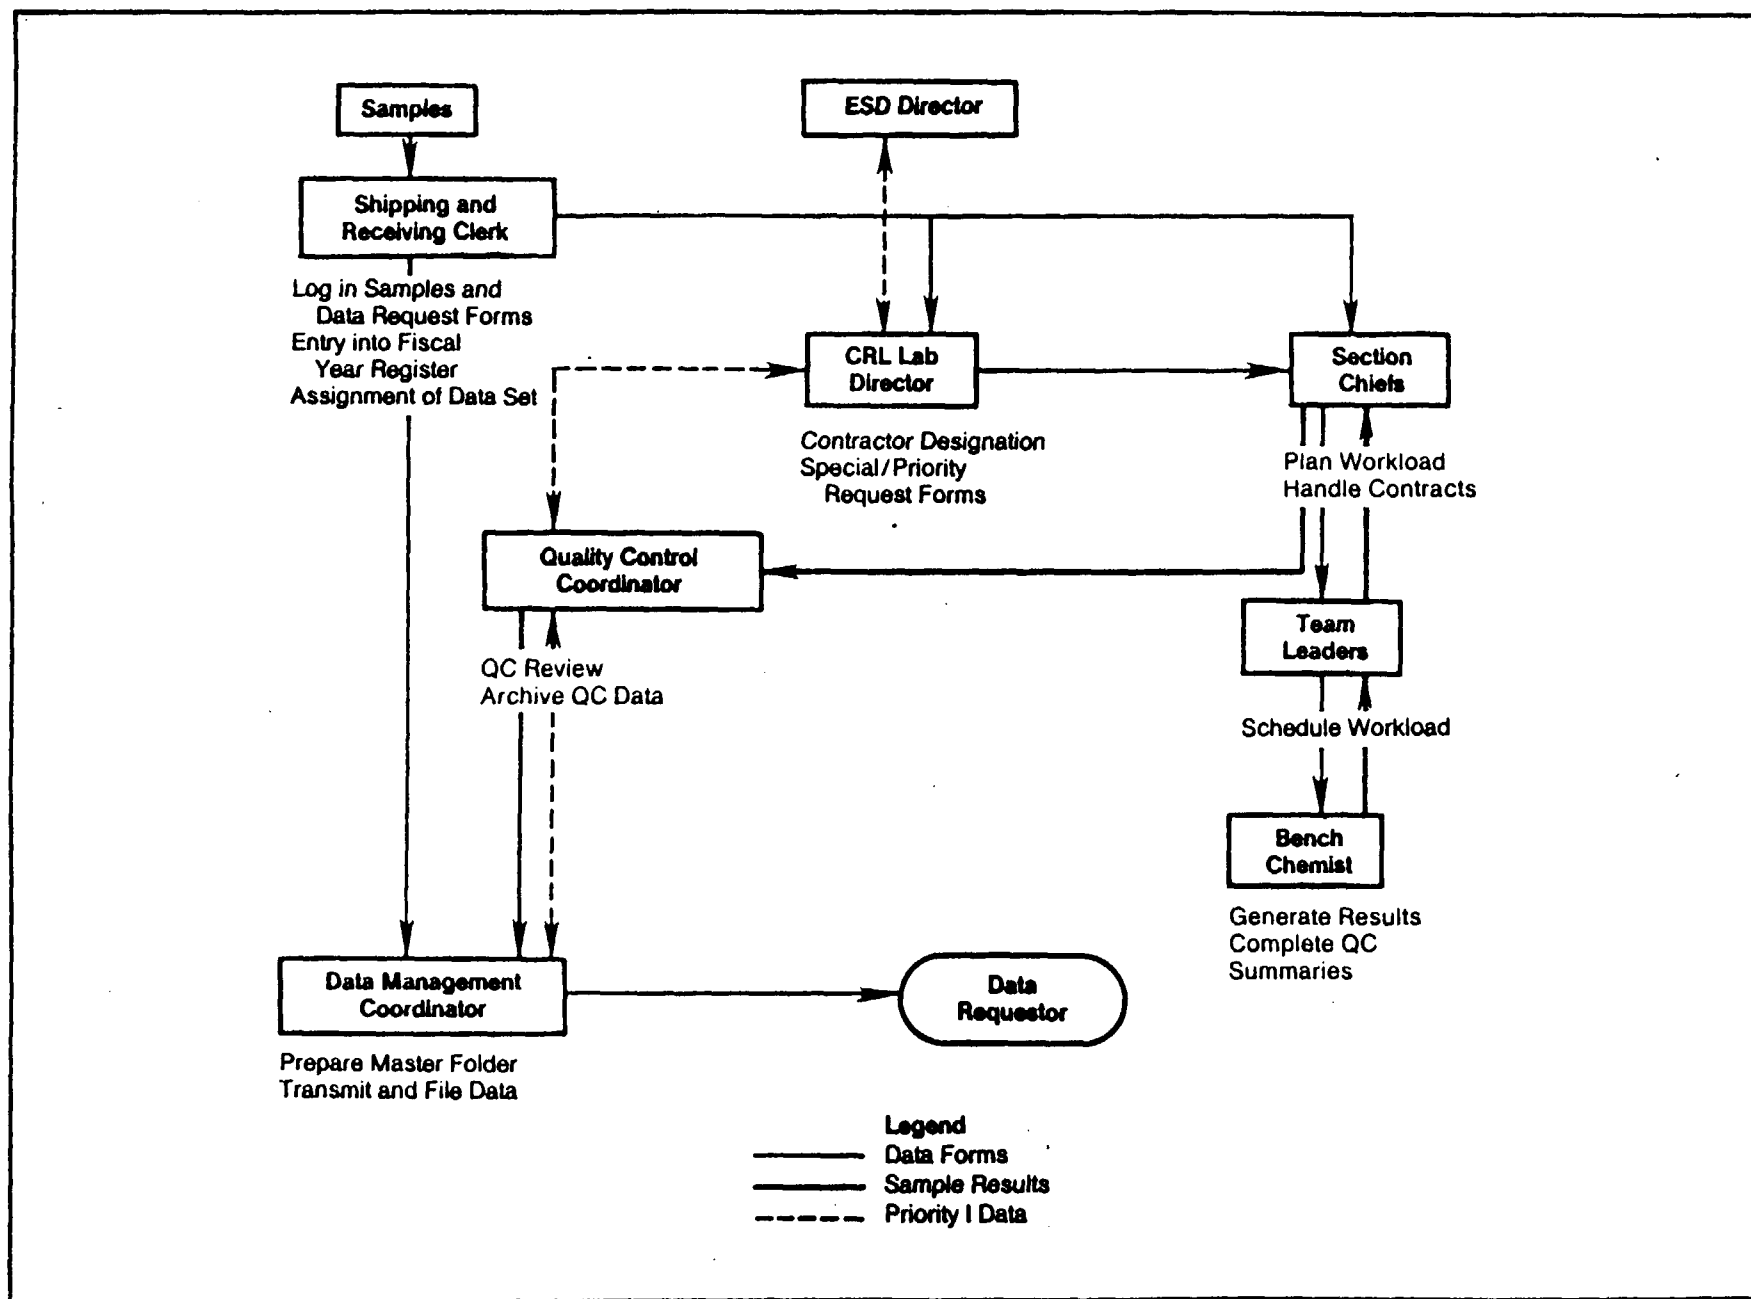 Samples
ESD Director
Shipping and
Receiving Clerk
Log in Samples and
Data Request Forms
Entry into Fiscal
Year Register
Assignment of Data Set
CRL Lab
Director
Section
Chiefs
Contractor Designation
Special/Priority
Request Forms
Plan Workload
Handle Contracts
Quality Control
Coordinator
Team
Leaders
QC Review
Archive QC Data
Schedule Workload
Bench
Chemist
Generate Results
Complete QC
Summaries
Data Management
Coordinator
Data
Requestor
Prepare Master Folder
Transmit and File Data
Legend
Data Forms
Sample Results
Priority I Data